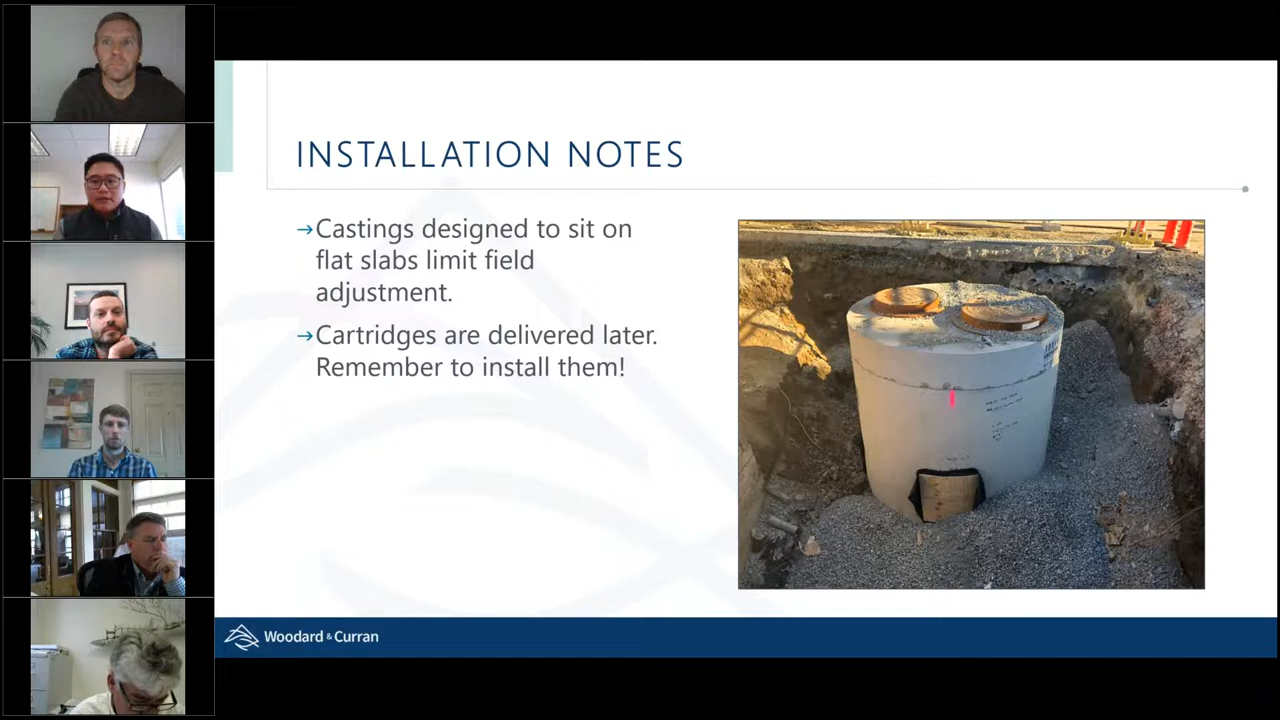 INSTALLATION NOTES
→Castings designed to sit on
flat slabs limit field
adjustment.
→Cartridges are delivered later.
Remember to install them!
Woodard & Curran